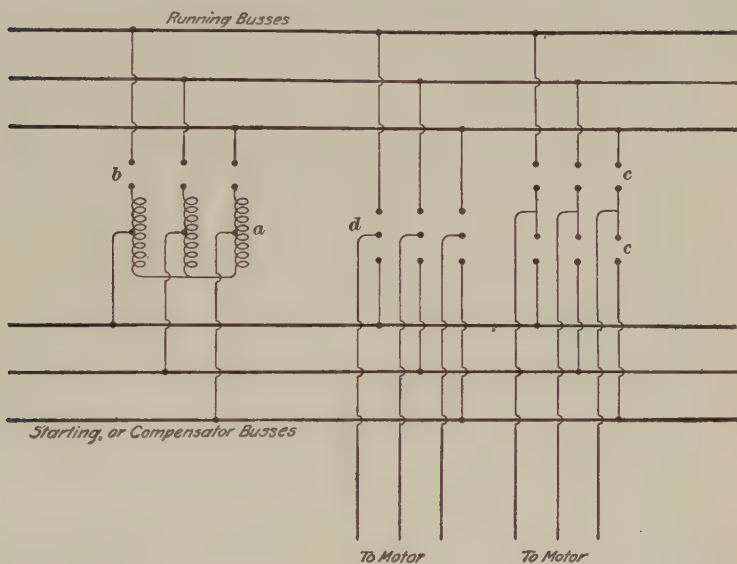 Running Busses
b
c
a
d
c
Starting, or Compensator Busses
To Motor
To Motor